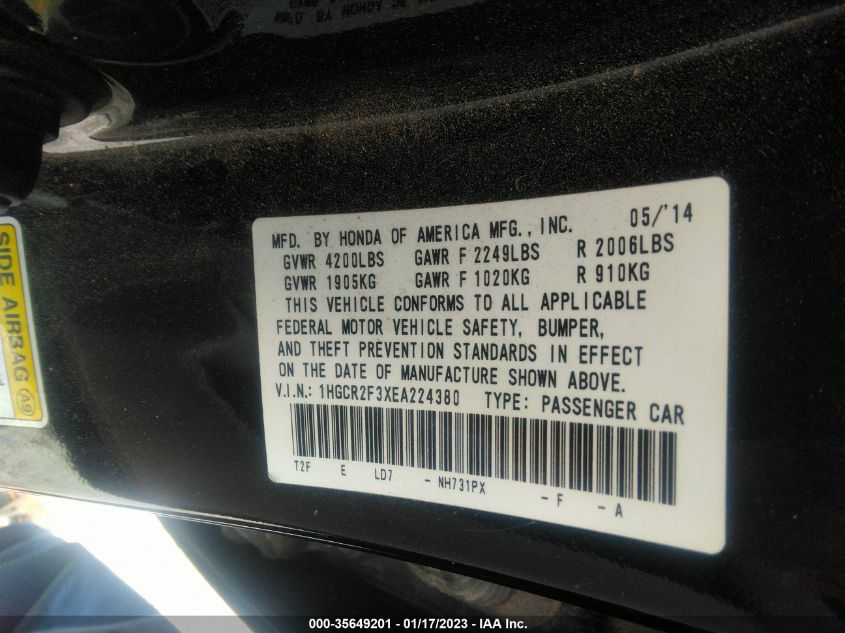 MFD. BY HONDA OF AMERICA MFG., INC. 05/'14
GVWR 4200LBS GAWR F 2249LBS R 2006LBS
GVWR 1905KG GAWR F 1020KG R 910KG
THIS VEHICLE CONFORMS TO ALL APPLICABLE
FEDERAL MOTOR VEHICLE SAFETY, BUMPER,
AND THEFT PREVENTION STANDARDS IN EFFECT
ON THE DATE OF MANUFACTURE SHOWN ABOVE.
V.I.N.: 1HGCR2F3XEA224380 TYPE: PASSENGER CAR
T2F E LD7 - NH731PX - F - A
SIDE AIRBAG A9
000-35649201 - 01/17/2023 - IAA Inc.